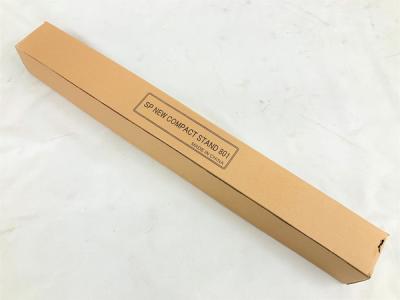 SP NEW COMPACT STAND 801
MADE IN CHINA